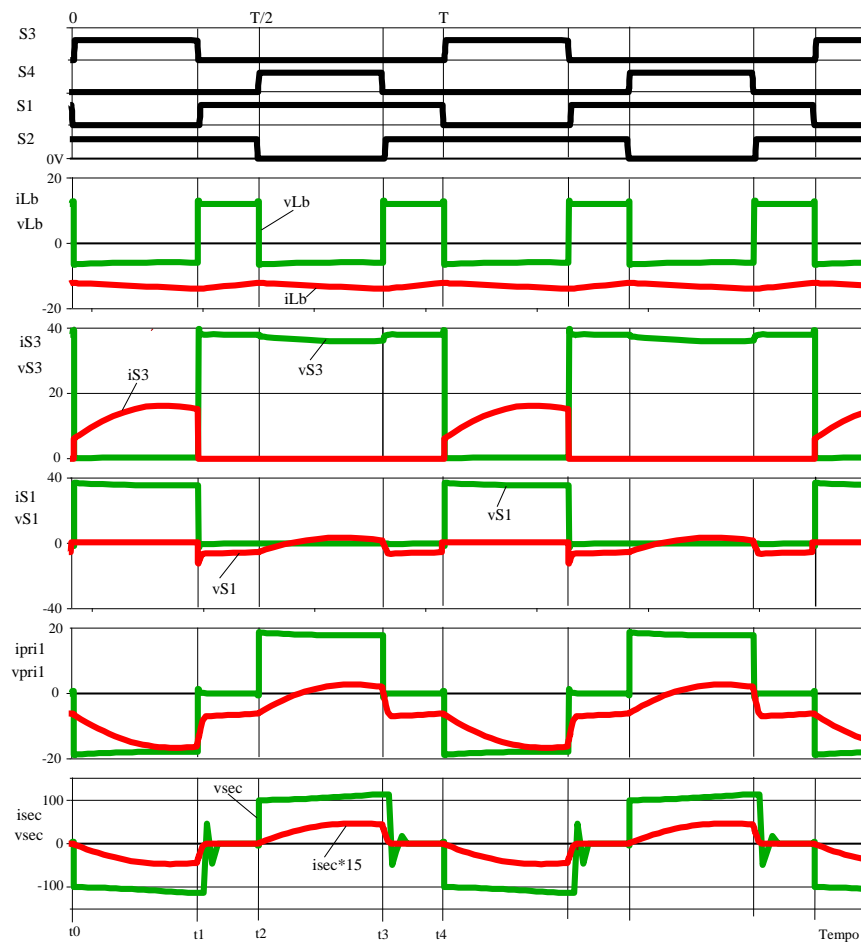 0 T/2 T
S3
S4
S1
S2
0V
20
iLb
vLb
vLb
0
iLb
-20
40
iS3
vS3
iS3
vS3
20
0
40
iS1
vS1
vS1
0
vS1
-40
20
ipri1
vpri1
0
-20
vsec
100
isec
vsec
0
isec*15
-100
t0 t1 t2 t3 t4 Tempo